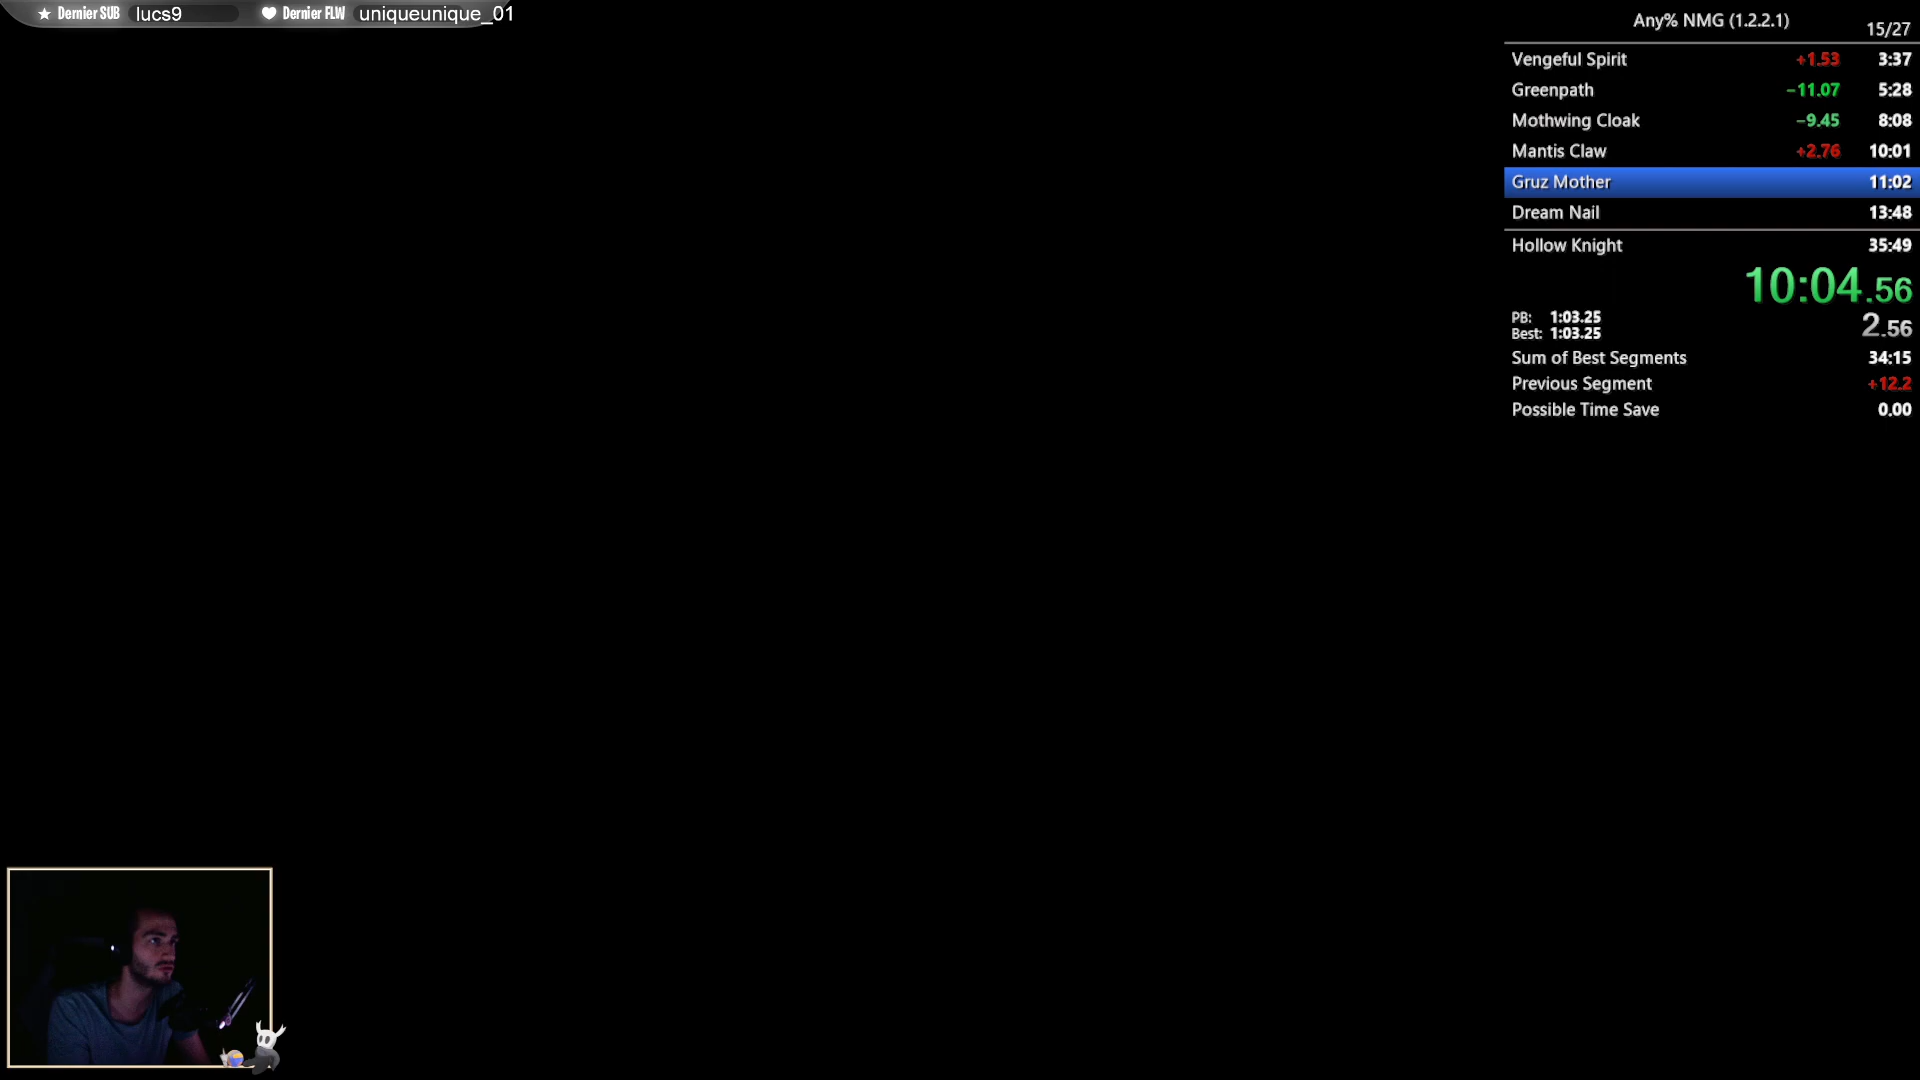 Dernier SUB lucs9 Dernier FLW uniqueunique_01
Any% NMG (1.2.2.1) 15/27
Vengeful Spirit +1.53 3:37
Greenpath −11.07 5:28
Mothwing Cloak −9.45 8:08
Mantis Claw +2.76 10:01
Gruz Mother 11:02
Dream Nail 13:48
Hollow Knight 35:49
10:04.56
PB: 1:03.25 2.56
Best: 1:03.25
Sum of Best Segments 34:15
Previous Segment +12.2
Possible Time Save 0.00